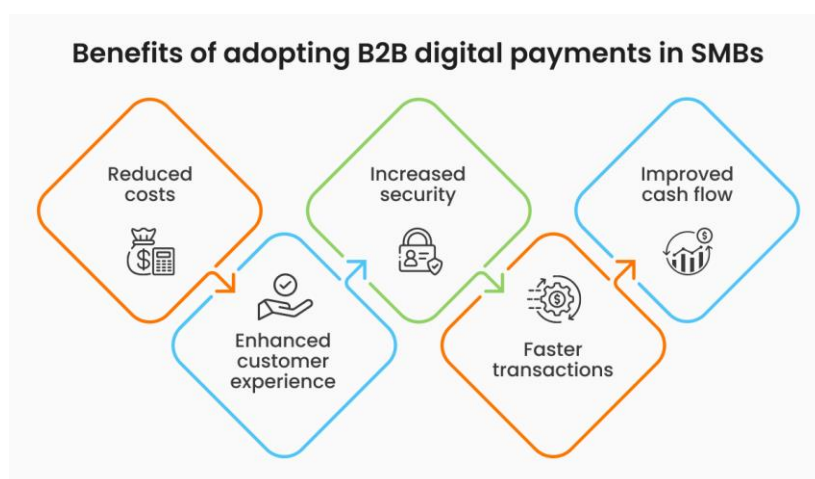 Benefits of adopting B2B digital payments in SMBs
Reduced
costs
Enhanced
customer
experience
Increased
security
Faster
transactions
Improved
cash flow